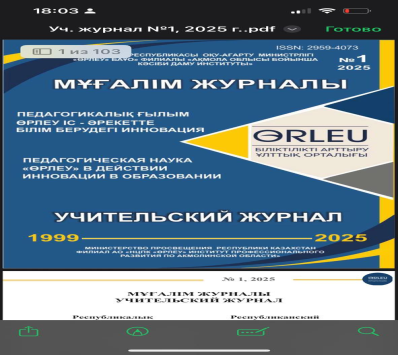 18:03
Уч. журнал №1, 2025 г..pdf
Готово
1 из 103
РЕСПУБЛИКАСЫ ОҚУ-АҒАРТУ МИНИСТРЛІГІ
«ӨРЛЕУ» БАҰО» ФИЛИАЛЫ «АҚМОЛА ОБЛЫСЫ БОЙЫНША
КӘСІБИ ДАМУ ИНСТИТУТЫ»
ISSN: 2959-4073
№1
2025
МҰҒАЛІМ ЖУРНАЛЫ
ПЕДАГОГИКАЛЫҚ ҒЫЛЫМ
ӨРЛЕУ ІС - ӘРЕКЕТТЕ
БІЛІМ БЕРУДЕГІ ИННОВАЦИЯ
ӨRLEU
БІЛІКТІЛІКТІ АРТТЫРУ
ҰЛТТЫҚ ОРТАЛЫҒЫ
ПЕДАГОГИЧЕСКАЯ НАУКА
«ӨРЛЕУ» В ДЕЙСТВИИ
ИННОВАЦИИ В ОБРАЗОВАНИИ
УЧИТЕЛЬСКИЙ ЖУРНАЛ
1999 2025
МИНИСТЕРСТВО ПРОСВЕЩЕНИЯ РЕСПУБЛИКИ КАЗАХСТАН
ФИЛИАЛ АО «НЦПК «ӨРЛЕУ» ИНСТИТУТ ПРОФЕССИОНАЛЬНОГО
РАЗВИТИЯ ПО АКМОЛИНСКОЙ ОБЛАСТИ»
№ 1, 2025
МҰҒАЛІМ ЖУРНАЛЫ
УЧИТЕЛЬСКИЙ ЖУРНАЛ
Республикалық Республиканский